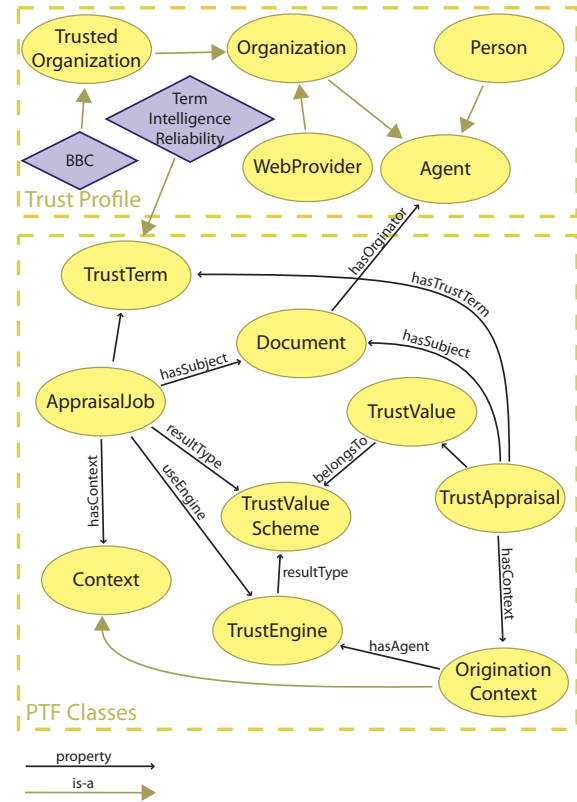 Trusted
Organization
Organization
Person
Term
Intelligence
Reliability
BBC
WebProvider
Agent
Trust Profile
hasOrginator
TrustTerm
hasTrustTerm
Document
hasSubject
hasSubject
AppraisalJob
TrustValue
resultType
belongsTo
useEngine
hasContext
TrustValue
Scheme
TrustAppraisal
hasContext
Context
resultType
TrustEngine
hasAgent
Origination
Context
PTF Classes
property
is-a